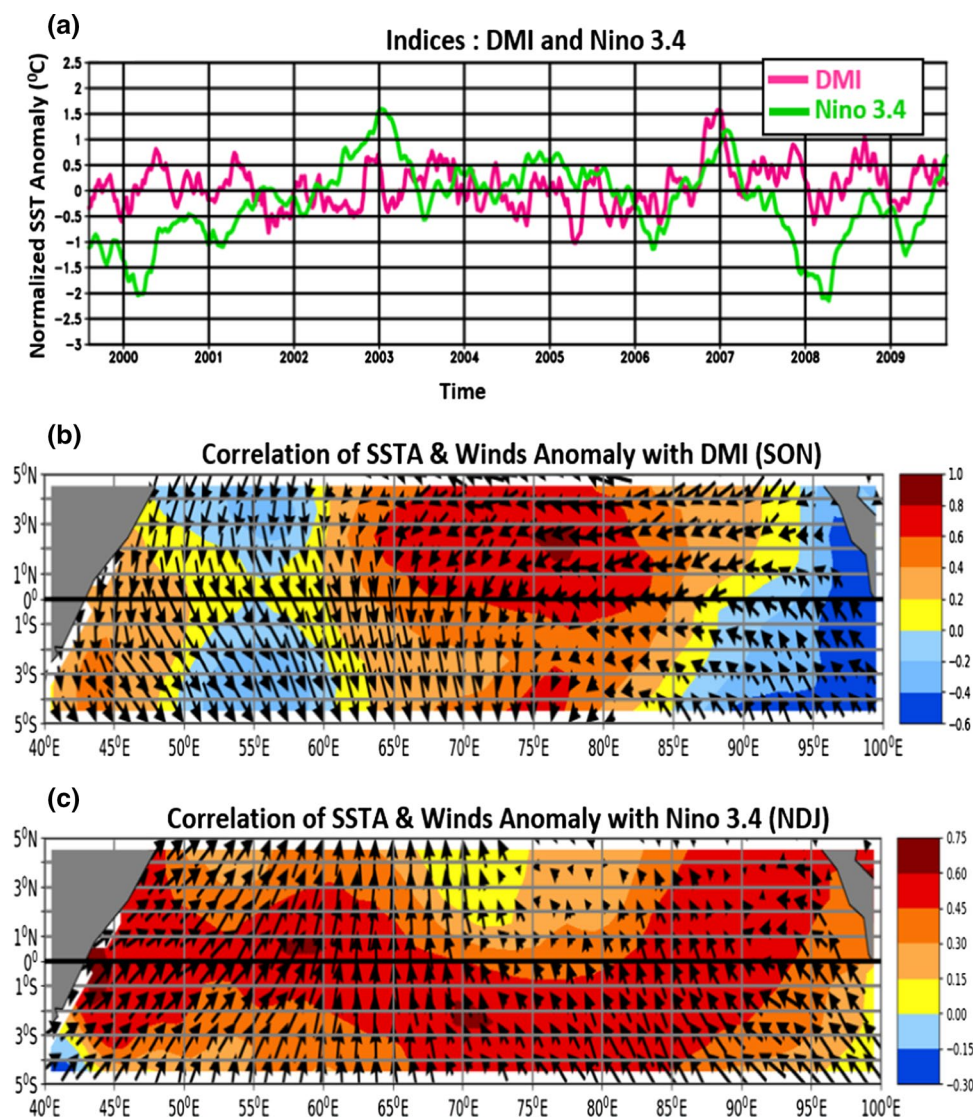 (a)
Indices : DMI and Nino 3.4
DMI
Nino 3.4
Normalized SST Anomaly (⁰C)
2.5
2
1.5
1
0.5
0
−0.5
−1
−1.5
−2
−2.5
−3
2000 2001 2002 2003 2004 2005 2006 2007 2008 2009
Time
(b)
Correlation of SSTA & Winds Anomaly with DMI (SON)
5⁰N
3⁰N
1⁰N
0⁰
1⁰S
3⁰S
5⁰S
40⁰E 45⁰E 50⁰E 55⁰E 60⁰E 65⁰E 70⁰E 75⁰E 80⁰E 85⁰E 90⁰E 95⁰E 100⁰E
1.0
0.8
0.6
0.4
0.2
0.0
−0.2
−0.4
−0.6
(c)
Correlation of SSTA & Winds Anomaly with Nino 3.4 (NDJ)
5⁰N
3⁰N
1⁰N
0⁰
1⁰S
3⁰S
5⁰S
40⁰E 45⁰E 50⁰E 55⁰E 60⁰E 65⁰E 70⁰E 75⁰E 80⁰E 85⁰E 90⁰E 95⁰E 100⁰E
0.75
0.60
0.45
0.30
0.15
0.00
−0.15
−0.30